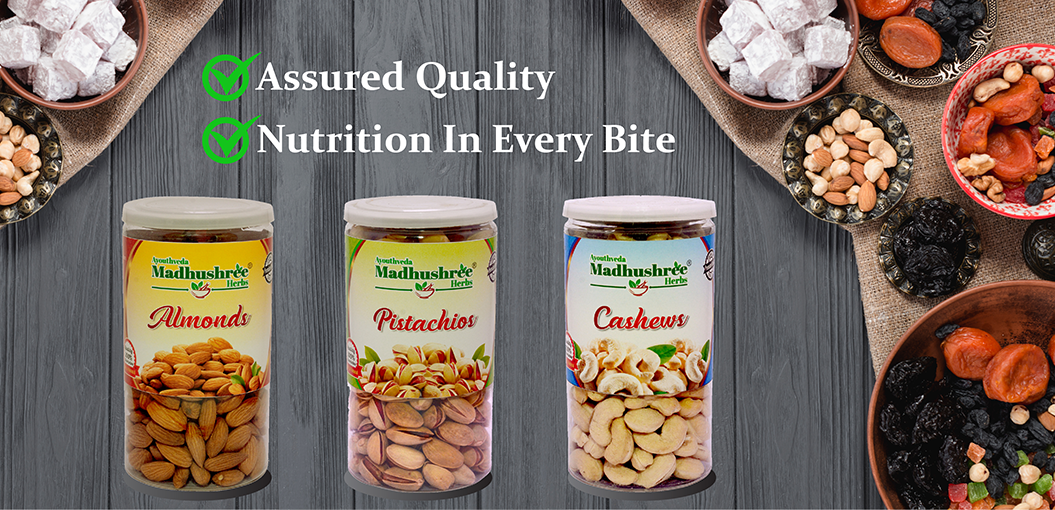 Assured Quality
Nutrition In Every Bite
Ayouthveda
Madhushree®
Herbs
Almonds
Ayouthveda
Madhushree®
Herbs
Pistachios
Ayouthveda
Madhushree®
Herbs
Cashews